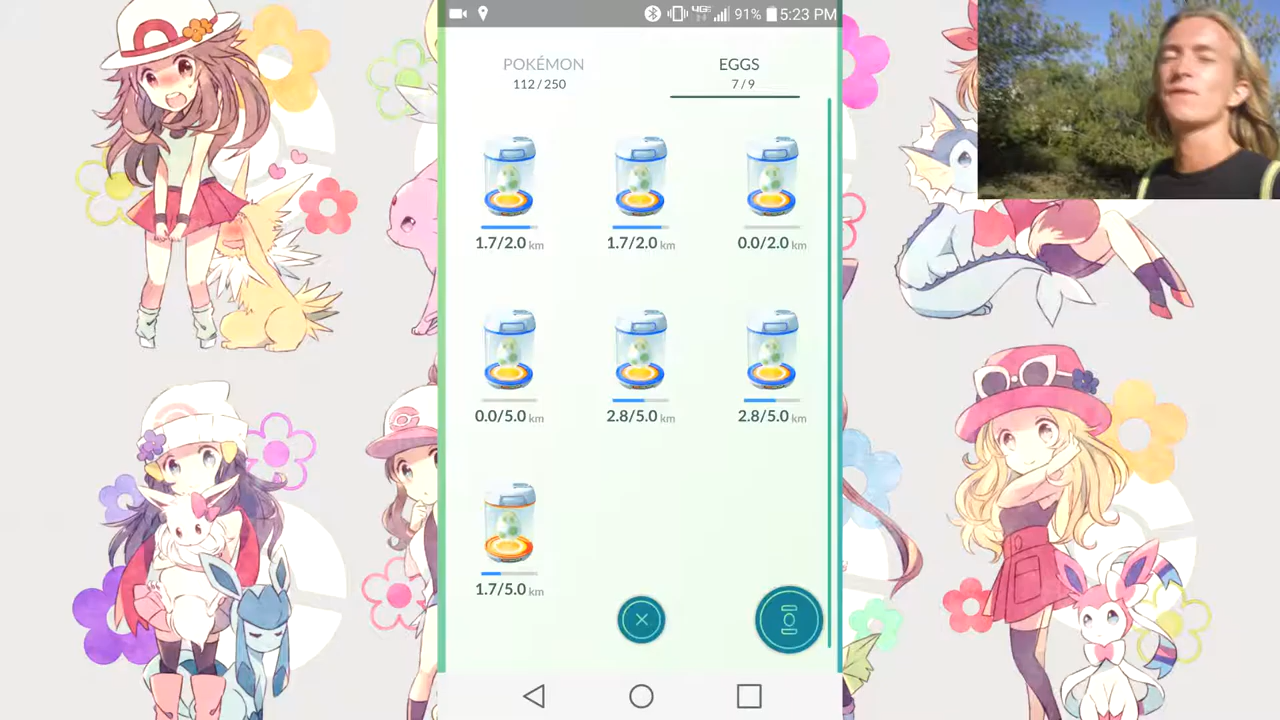 4G LTE 91% 5:23 PM
POKÉMON EGGS
112/250 7/9
1.7/2.0 km 1.7/2.0 km 0.0/2.0 km
0.0/5.0 km 2.8/5.0 km 2.8/5.0 km
1.7/5.0 km